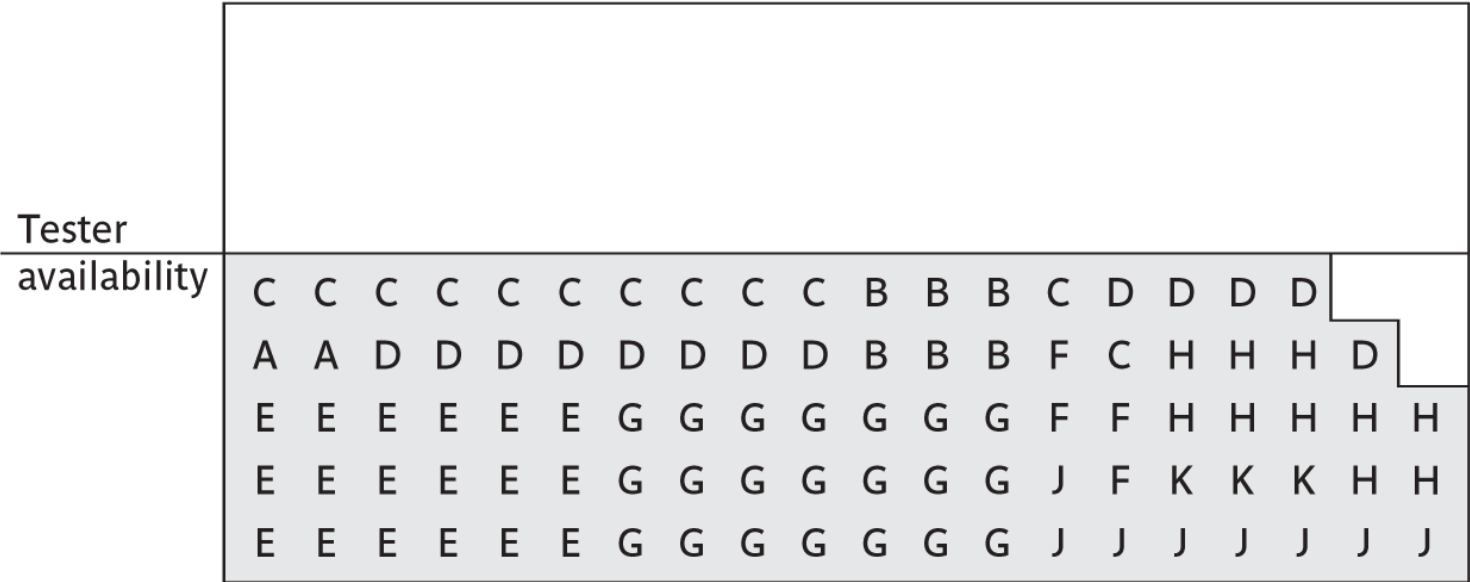 Tester
availability
C C C C C C C C C C B B B C D D D D
A A D D D D D D D D B B B F C H H H D
E E E E E E G G G G G G G F F H H H H H
E E E E E E G G G G G G G J F K K K H H
E E E E E E G G G G G G G J J J J J J J